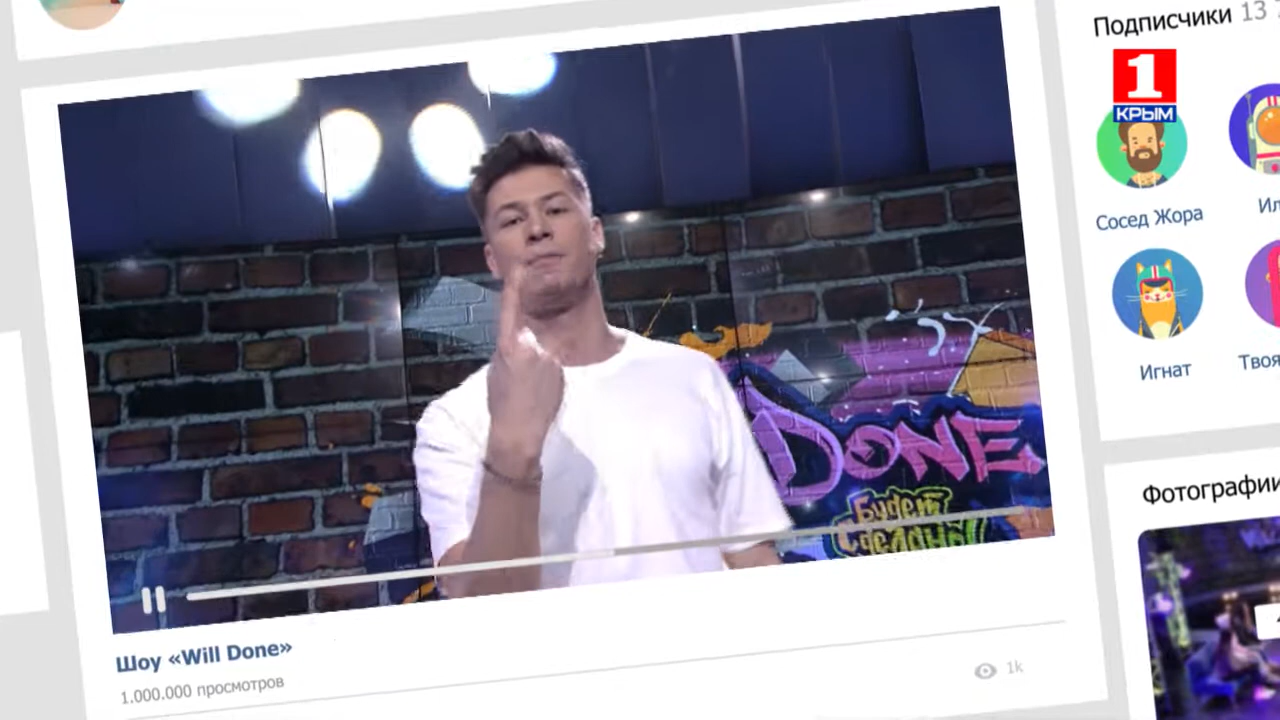 Подписчики 13
1
КРЫМ
Сосед Жора
Ил
Игнат
Твоя
DONE
Будет
сделано!
Фотографии
Шоу «Will Done»
1.000.000 просмотров
1k